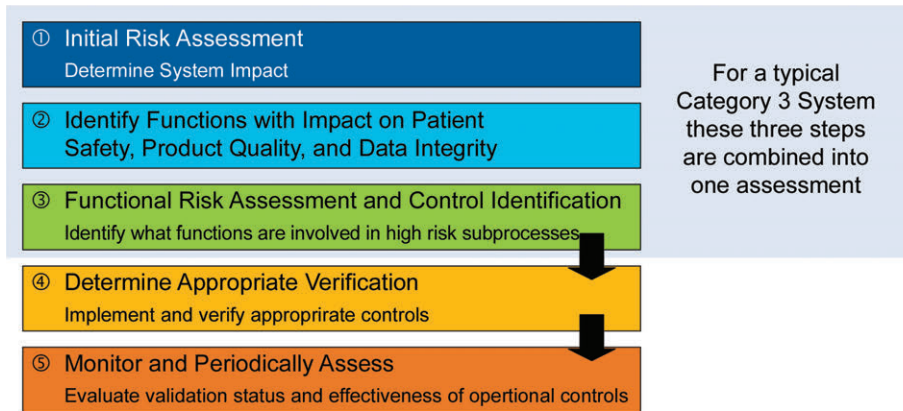 ① Initial Risk Assessment
Determine System Impact
② Identify Functions with Impact on Patient
Safety, Product Quality, and Data Integrity
③ Functional Risk Assessment and Control Identification
Identify what functions are involved in high risk subprocesses
④ Determine Appropriate Verification
Implement and verify approprirate controls
⑤ Monitor and Periodically Assess
Evaluate validation status and effectiveness of opertional controls
For a typical
Category 3 System
these three steps
are combined into
one assessment